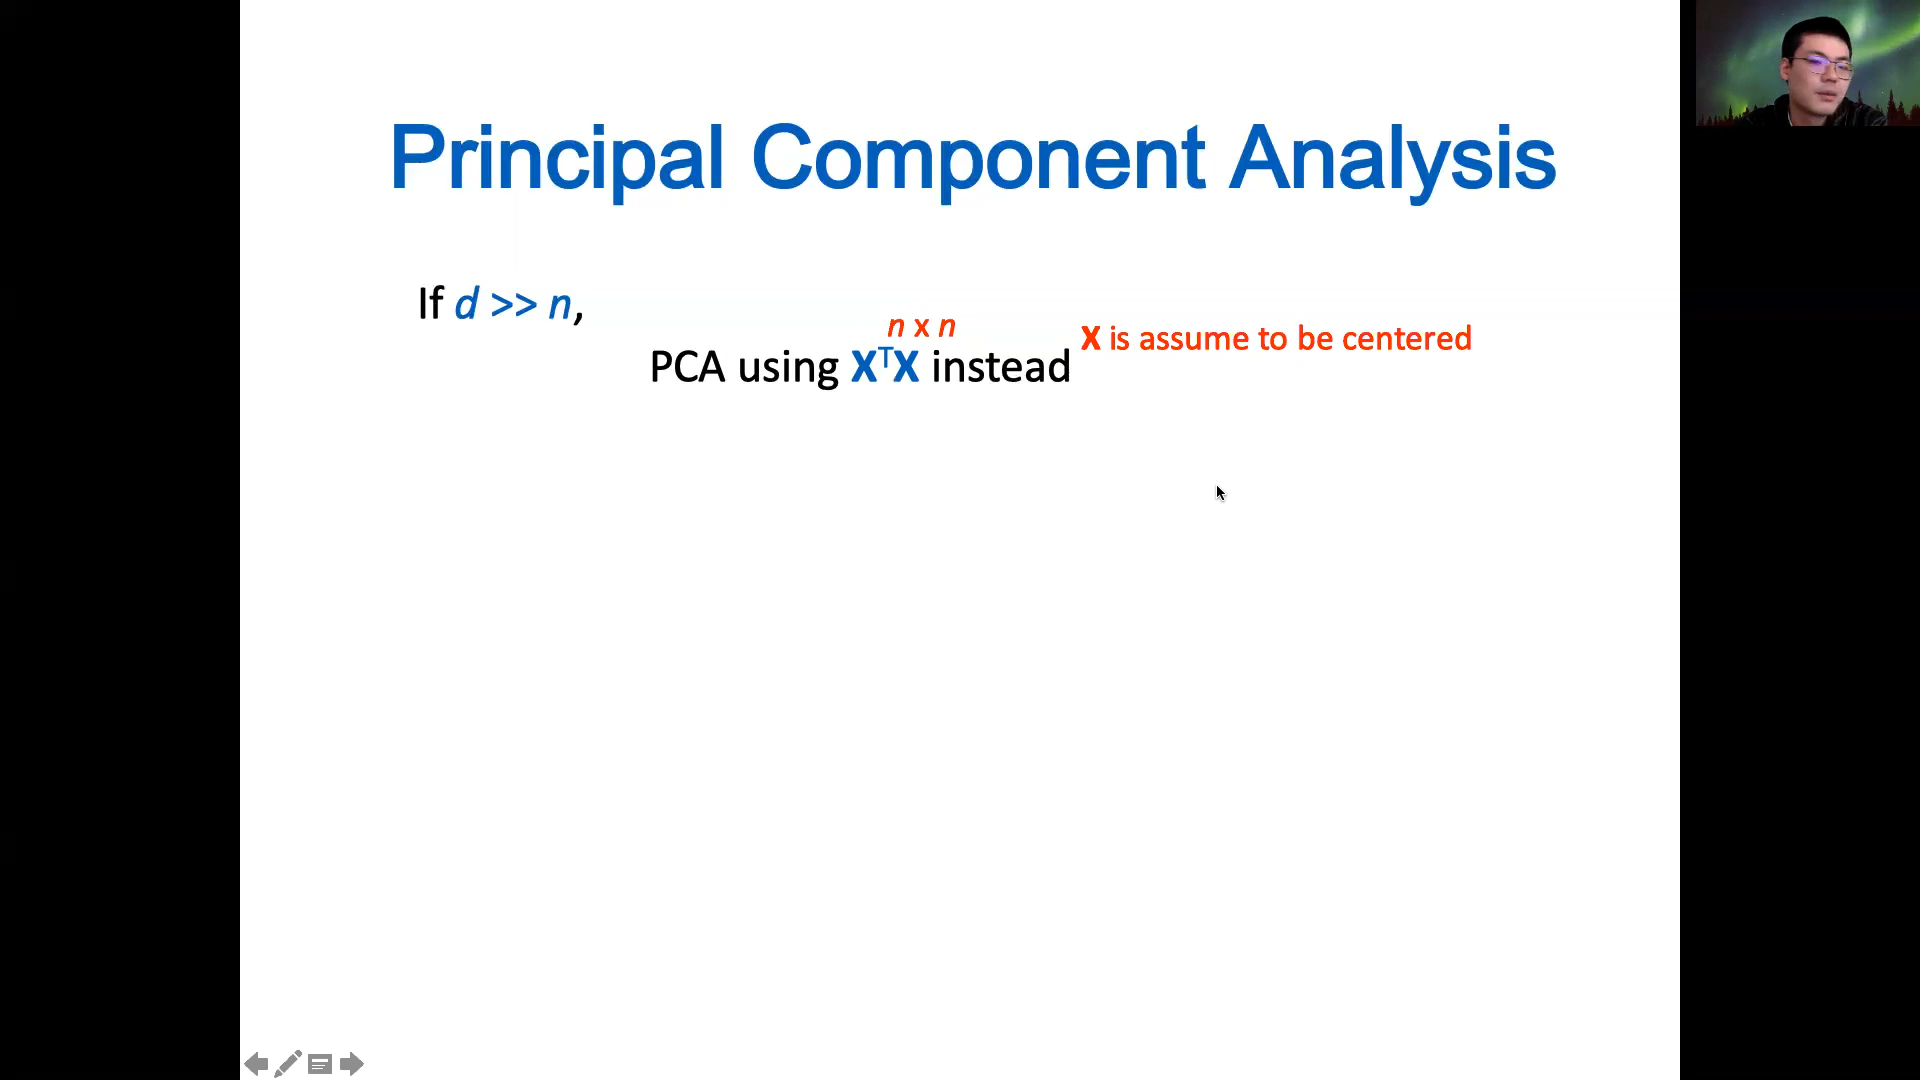 Principal Component Analysis
If d >> n,
n x n
X is assume to be centered
PCA using XᵀX instead